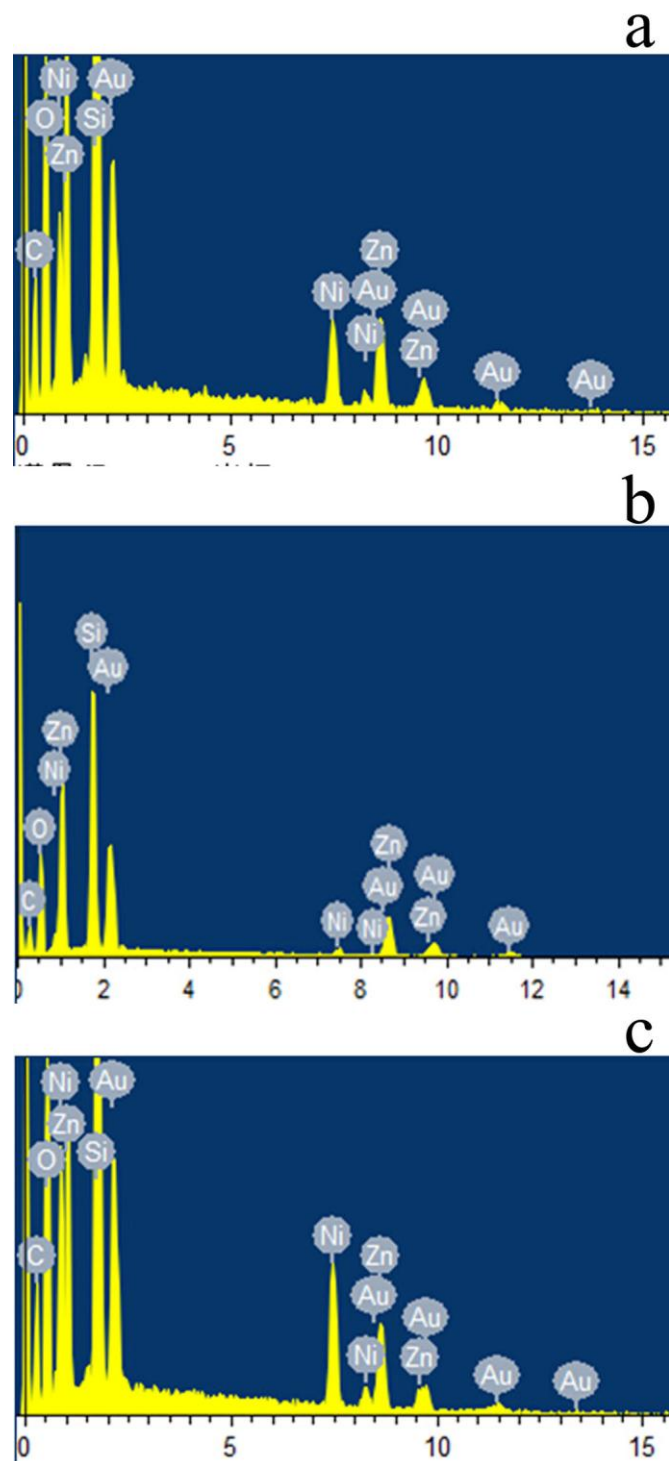 a
Ni Au
O Si
Zn
C Zn
Ni Au Au
Ni Zn
Au Au
0 5 10 15
b
Si
Au
Zn
Ni
O Zn
Au Au
C Ni Ni Zn Au
2 4 6 8 10 12 14
c
Ni Au
Zn
O Si
C Ni Zn
Au Au
Ni Zn
Au Au
0 5 10 15